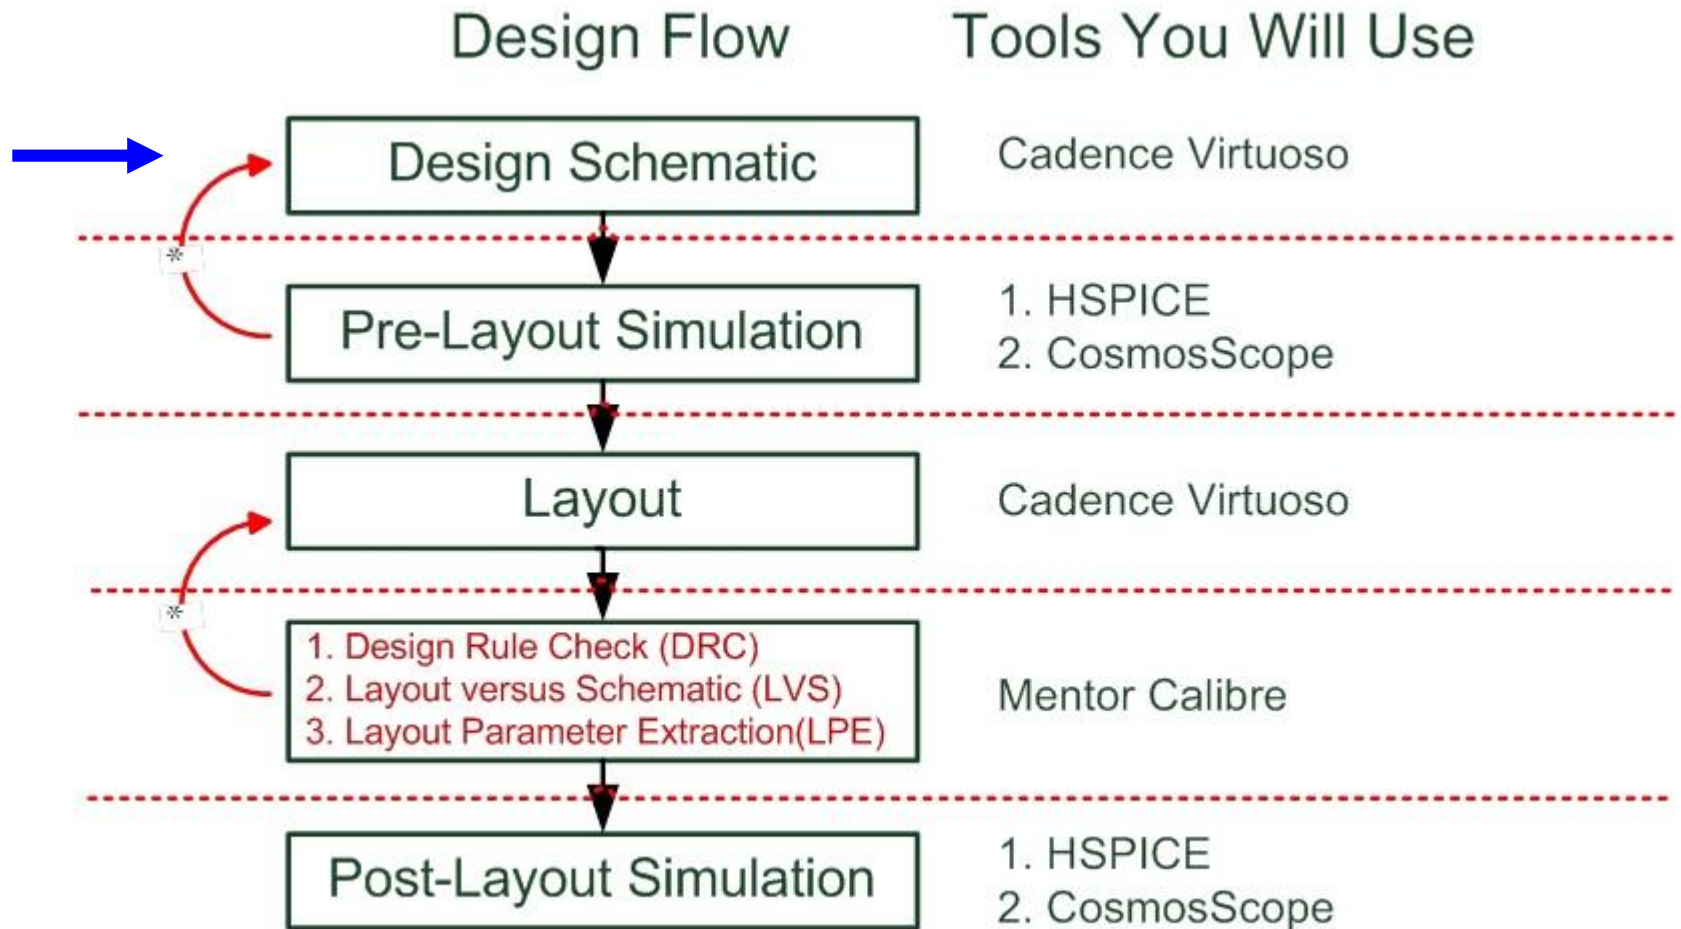 Design Flow
Tools You Will Use
Design Schematic
Cadence Virtuoso
*
Pre-Layout Simulation
1. HSPICE
2. CosmosScope
Layout
Cadence Virtuoso
*
1. Design Rule Check (DRC)
2. Layout versus Schematic (LVS)
3. Layout Parameter Extraction(LPE)
Mentor Calibre
Post-Layout Simulation
1. HSPICE
2. CosmosScope